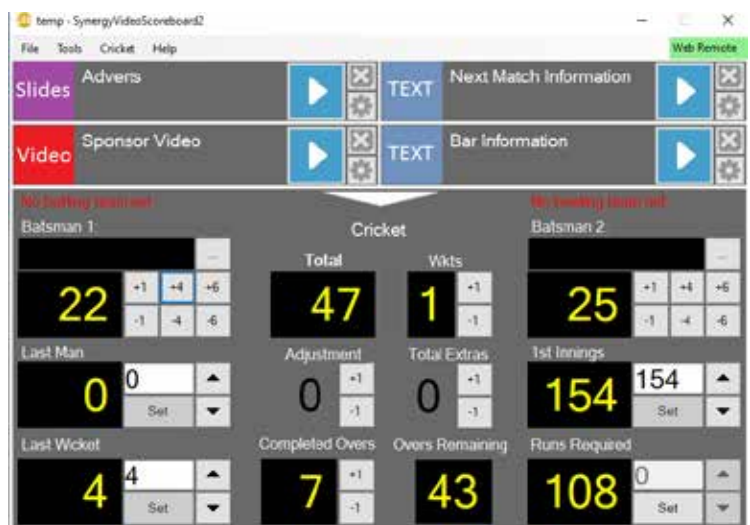 temp - SynergyVideoScoreboard2
File Tools Cricket Help Web Remote
Slides Adverts TEXT Next Match Information
Video Sponsor Video TEXT Bar Information
No batting team set No batting team set
Batsman 1 Cricket Batsman 2
Total Wkts
... ...
22 +1 +4 +6 47 1 +1 25 +1 +4 +6
-1 -4 -6 -1 -1 -4 -6
Last Man Adjustment Total Extras 1st Innings
0 0 0 +1 0 +1 154 154
Set -1 -1 Set
Last Wicket Completed Overs Overs Remaining Runs Required
4 4 7 +1 43 108 0
Set -1 Set